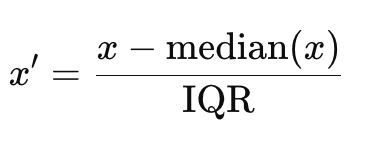 x′ = (x − median(x)) / IQR